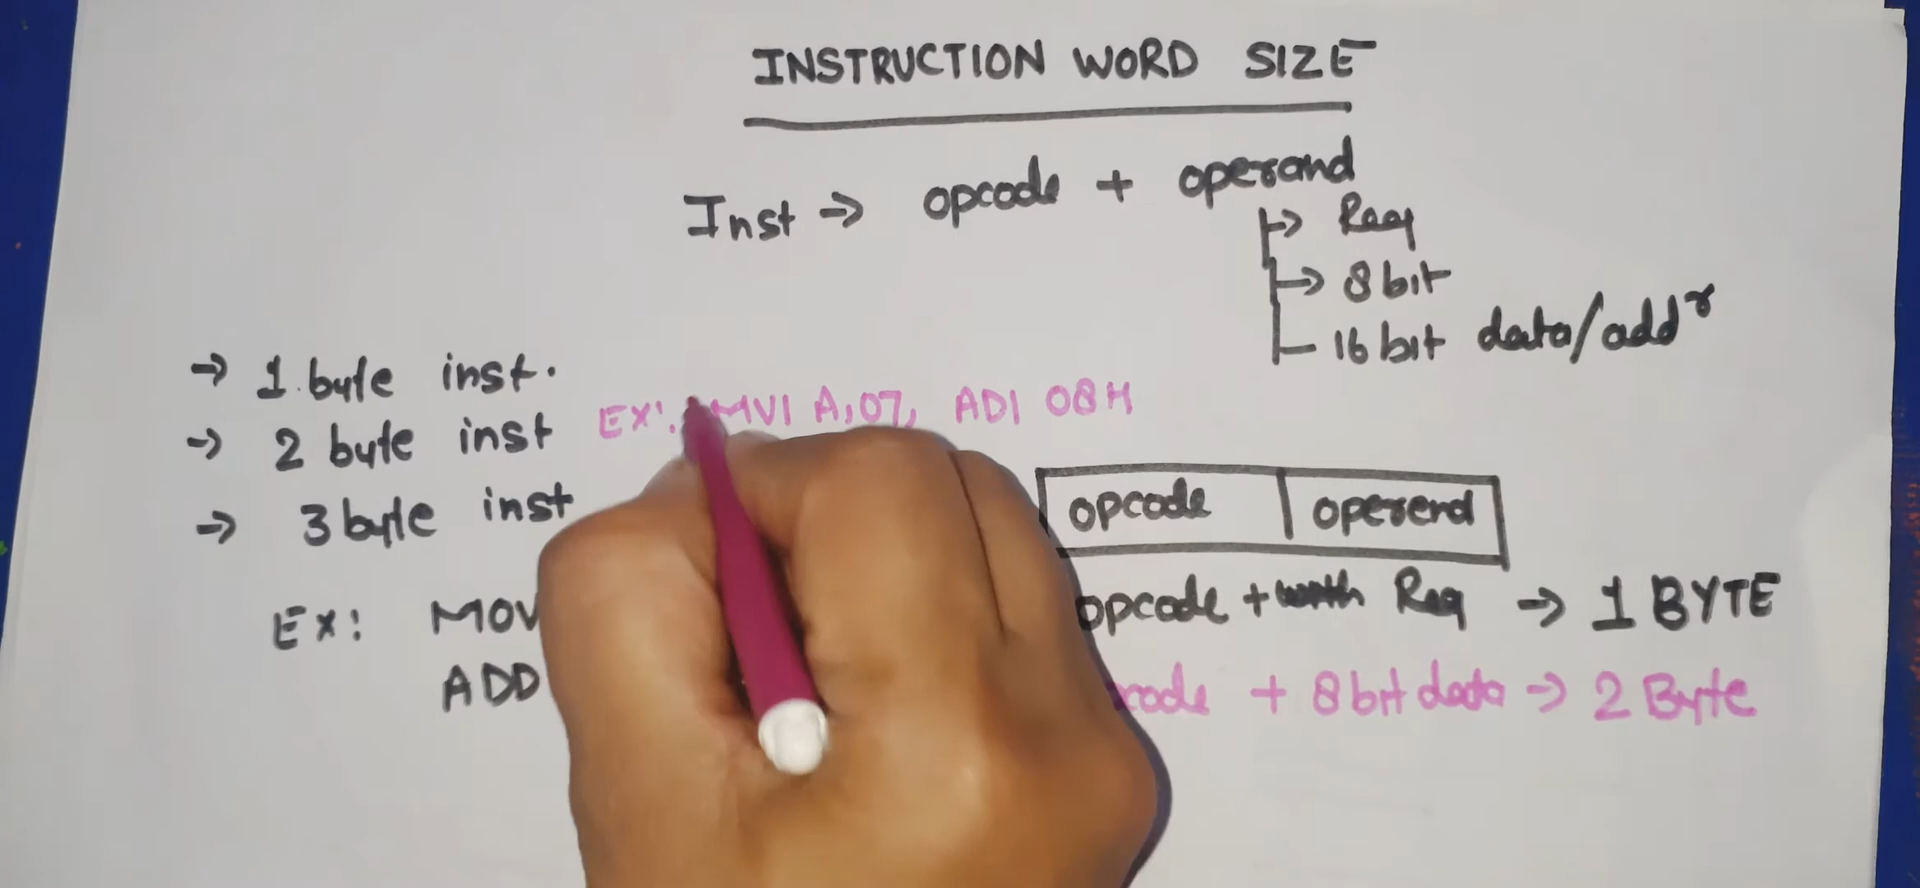 INSTRUCTION WORD SIZE
Inst → opcode + operand
→ Reg
→ 8 bit
16 bit data/addr
→ 1 byte inst.
→ 2 byte inst EX: MVI A,07, ADI 08H
→ 3 byte inst
opcode | operend
Ex: MOV
opcode + with Reg → 1 BYTE
ADD
code + 8 bit data → 2 Byte